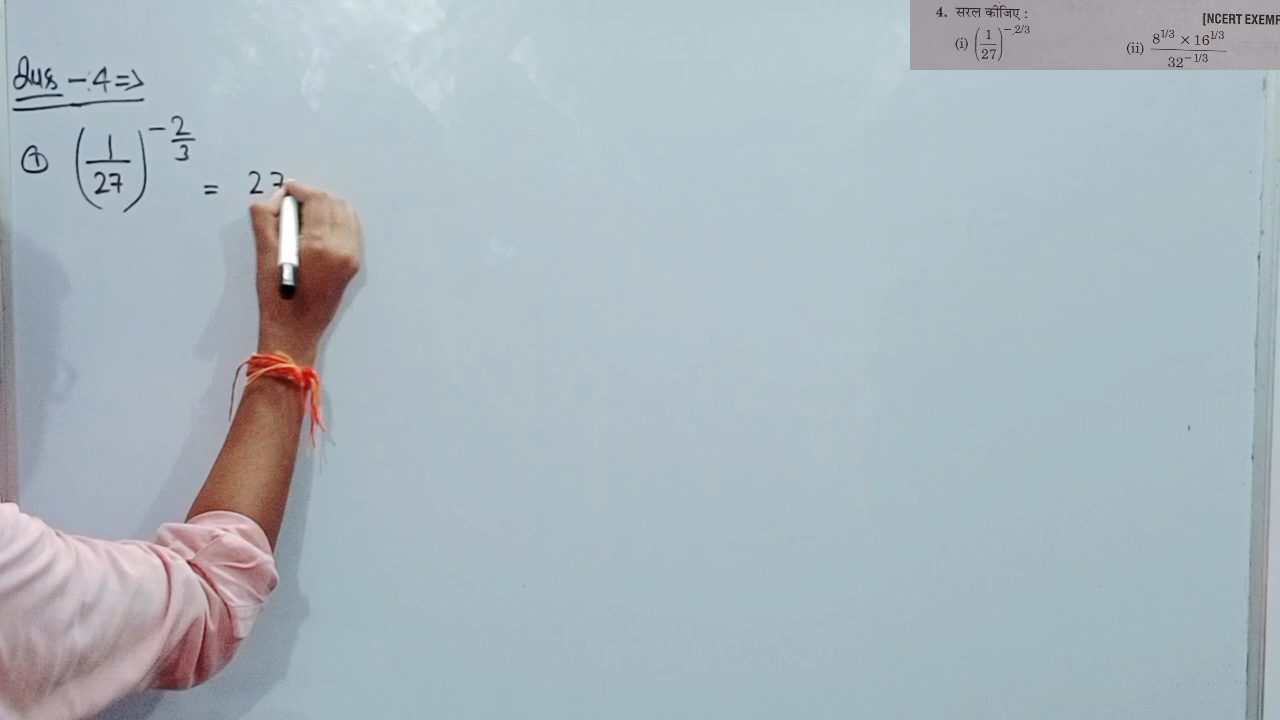 4. सरल कीजिए :
[NCERT EXEMP
(i) (1/27)^-2/3 (ii) 8^1/3 × 16^1/3 / 32^-1/3
Ques - 4 =>
① (1/27)^-2/3 = 27